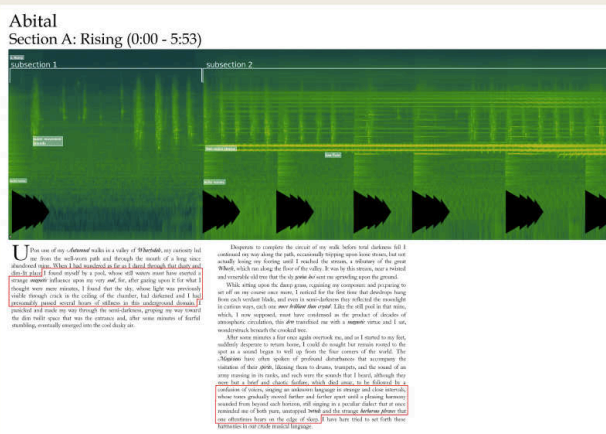 Abital
Section A: Rising (0:00 - 5:53)
subsection 1
subsection 2
UPon one of my Autumnal walks in a valley of Wharfedale, my curiosity led
me from the well-worn path and through the mouth of a long since
abandoned mine. When I had wandered as far as I dared through that dusty and
dim-lit place I found myself by a pool, whose still waters must have exerted a
strange magnetic influence upon my very soul, for, after gazing upon it for what I
thought were mere minutes, I found that the sky, whose light was previously
visible through crack in the ceiling of the chamber, had darkened and I had
presumably passed several hours of stillness in this underground domain. I
panicked and made my way through the semi-darkness, groping my way toward
the dim twilit space that was the entrance and, after some minutes of fearful
stumbling, eventually emerged into the cool dusky air.
Desperate to complete the circuit of my walk before total darkness fell I
continued my way along the path, occasionally tripping upon loose stones, but not
actually losing my footing until I reached the stream, a tributary of the great
Wharfe, which ran along the floor of the valley. It was by this stream, near a twisted
and venerable old tree that the sly genius loci sent me sprawling upon the ground.
While sitting upon the damp grass, regaining my composure and preparing to
set off on my course once more, I noticed for the first time that dewdrops hung
from each verdant blade, and even in semi-darkness they reflected the moonlight
in curious ways, each one more brilliant than crystal. Like the still pool in that mine,
which, I now supposed, must have condensed as the product of decades of
atmospheric circulation, this dew transfixed me with a magnetic virtue and I sat,
wonderstruck beneath the crooked tree.
After some minutes a fear once again overtook me, and as I started to my feet,
suddenly desperate to return home, I could do nought but remain rooted to the
spot as a sound began to well up from the four corners of the world. The
Magicians have often spoken of profound disturbances that accompany the
visitation of their spirits, likening them to drums, trumpets, and the sound of an
army massing in its ranks, and such were the sounds that I heard, although they
were but a brief and chaotic fanfare, which died away, to be followed by a
confusion of voices, singing an unknown language in strange and close intervals,
whose tones gradually moved further and further apart until a pleasing harmony
sounded from beyond each horizon, still singing in a peculiar dialect that at once
reminded me of both pure, unstopped vowels and the strange barbarous phrases that
one oftentimes hears on the edge of sleep. I have here tried to set forth these
harmonies in our crude musical language.